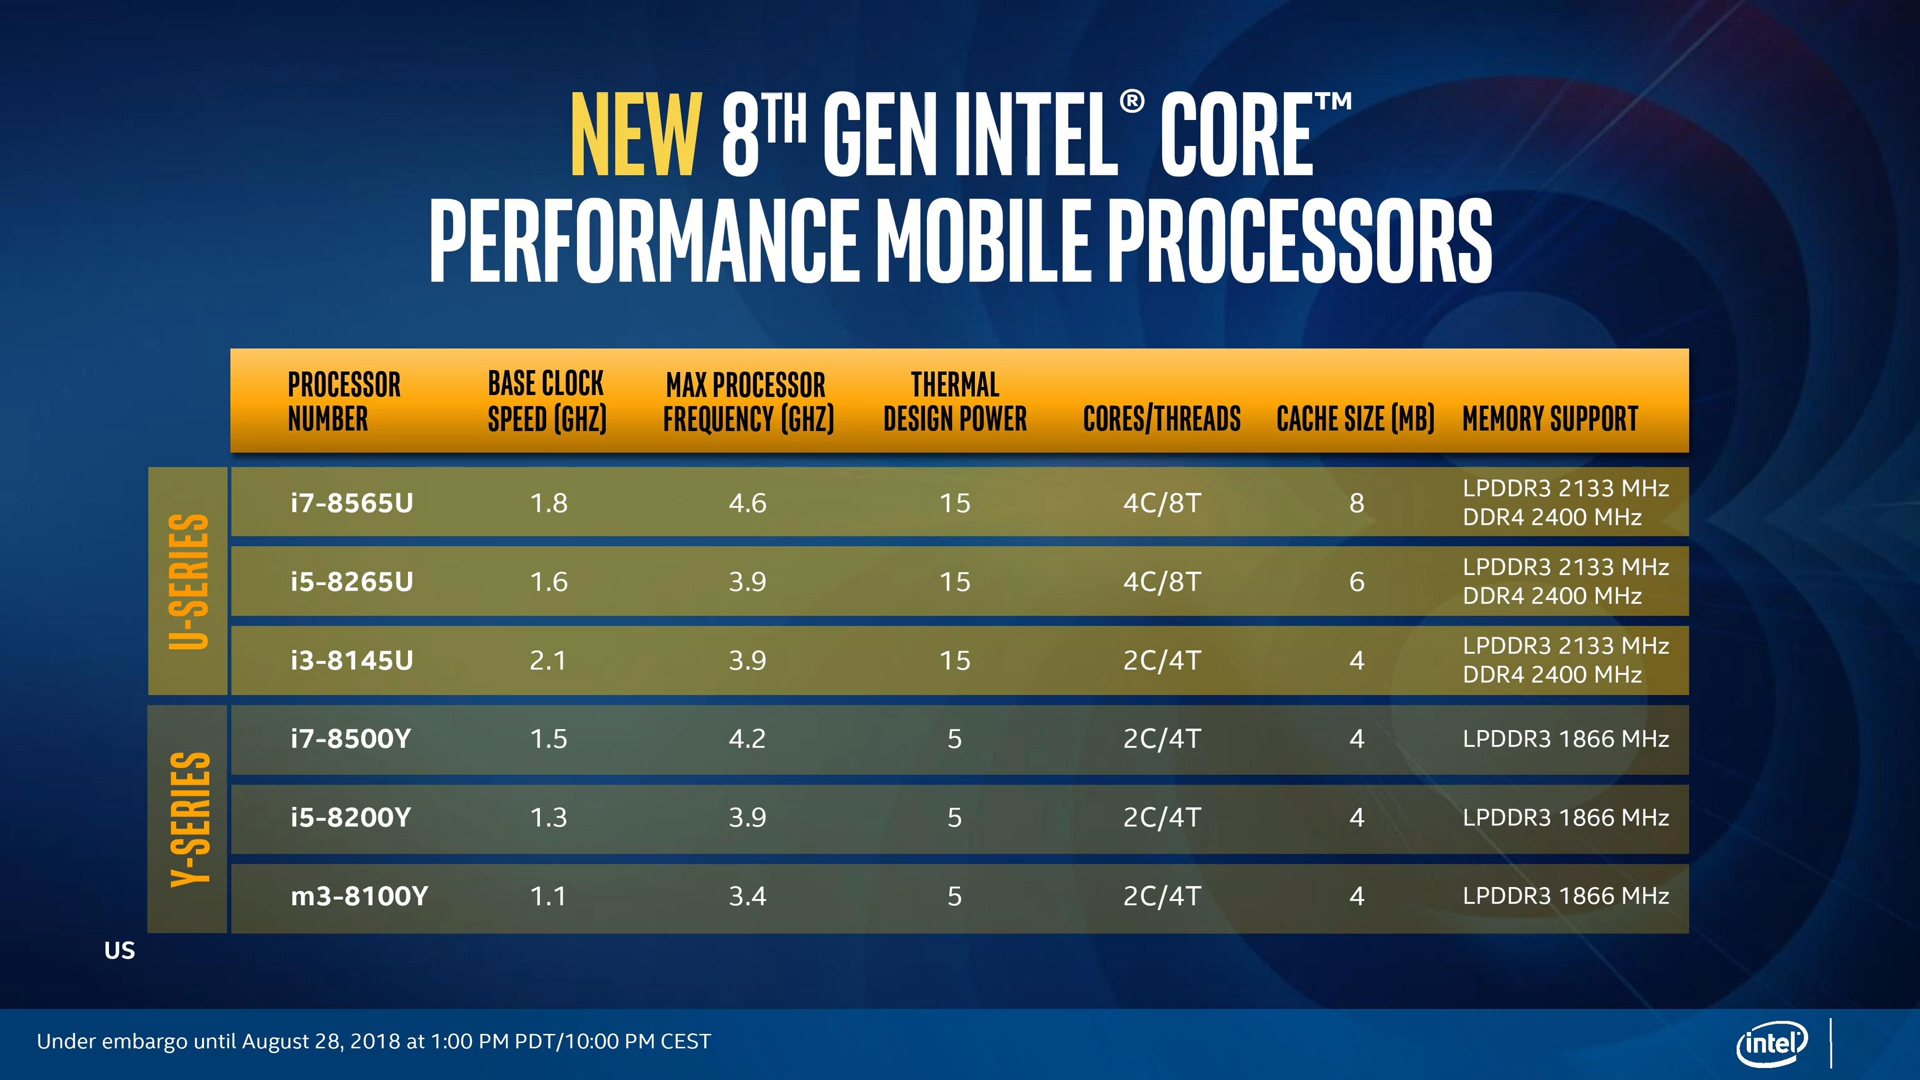 NEW 8TH GEN INTEL® CORE™
PERFORMANCE MOBILE PROCESSORS
PROCESSOR NUMBER BASE CLOCK SPEED (GHZ) MAX PROCESSOR FREQUENCY (GHZ) THERMAL DESIGN POWER CORES/THREADS CACHE SIZE (MB) MEMORY SUPPORT
U-SERIES
i7-8565U 1.8 4.6 15 4C/8T 8 LPDDR3 2133 MHz DDR4 2400 MHz
i5-8265U 1.6 3.9 15 4C/8T 6 LPDDR3 2133 MHz DDR4 2400 MHz
i3-8145U 2.1 3.9 15 2C/4T 4 LPDDR3 2133 MHz DDR4 2400 MHz
Y-SERIES
i7-8500Y 1.5 4.2 5 2C/4T 4 LPDDR3 1866 MHz
i5-8200Y 1.3 3.9 5 2C/4T 4 LPDDR3 1866 MHz
m3-8100Y 1.1 3.4 5 2C/4T 4 LPDDR3 1866 MHz
US
Under embargo until August 28, 2018 at 1:00 PM PDT/10:00 PM CEST
intel